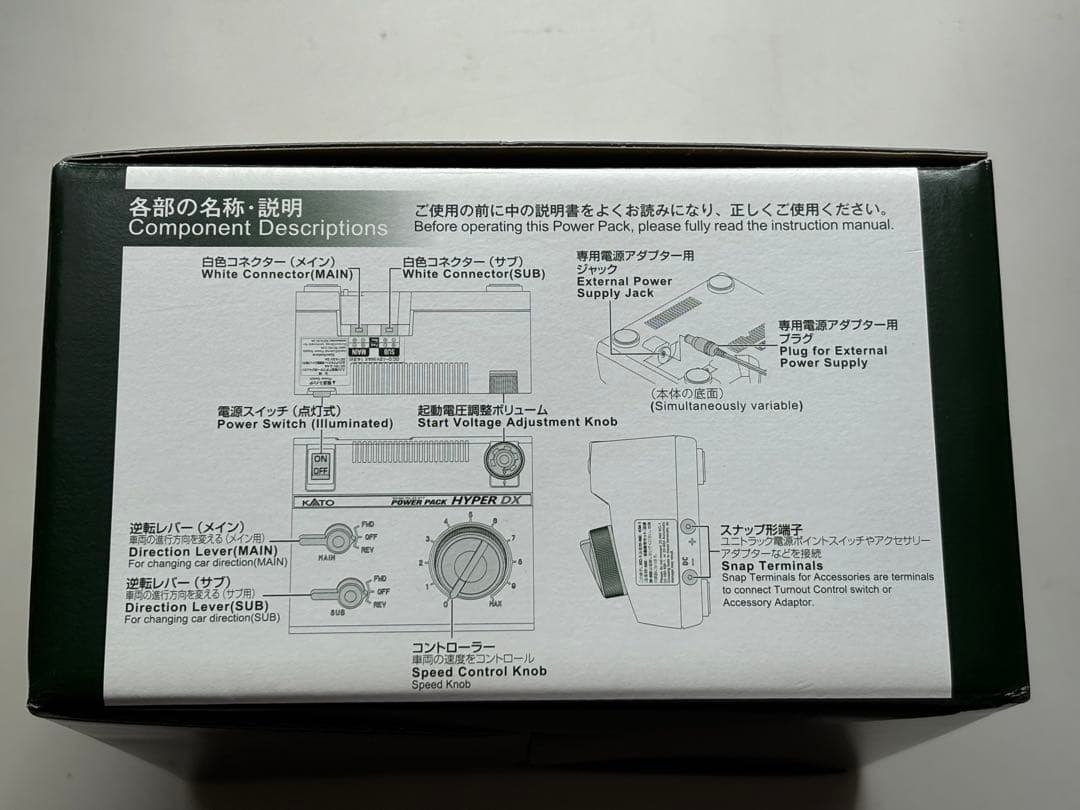 各部の名称・説明
Component Descriptions
ご使用の前に中の説明書をよくお読みになり、正しくご使用ください。
Before operating this Power Pack, please fully read the instruction manual.
白色コネクター(メイン)
White Connector(MAIN)
白色コネクター(サブ)
White Connector(SUB)
専用電源アダプター用
ジャック
External Power
Supply Jack
専用電源アダプター用
プラグ
Plug for External
Power Supply
(本体の底面)
(Simultaneously variable)
MAIN
SUB
電源スイッチ(点灯式)
Power Switch (Illuminated)
起動電圧調整ボリューム
Start Voltage Adjustment Knob
ON
OFF
KATO
POWER PACK HYPER DX
逆転レバー(メイン)
車両の進行方向を変える(メイン用)
Direction Lever(MAIN)
For changing car direction(MAIN)
FWD
OFF
REV
MAIN
逆転レバー(サブ)
車両の進行方向を変える(サブ用)
Direction Lever(SUB)
For changing car direction(SUB)
FWD
OFF
REV
SUB
0
1
2
3
4
5
6
7
8
9
MAX
コントローラー
車両の速度をコントロール
Speed Control Knob
Speed Knob
DC
スナップ形端子
ユニトラック電源ポイントスイッチやアクセサリー
アダプターなどを接続
Snap Terminals
Snap Terminals for Accessories are terminals
to connect Turnout Control switch or
Accessory Adaptor.